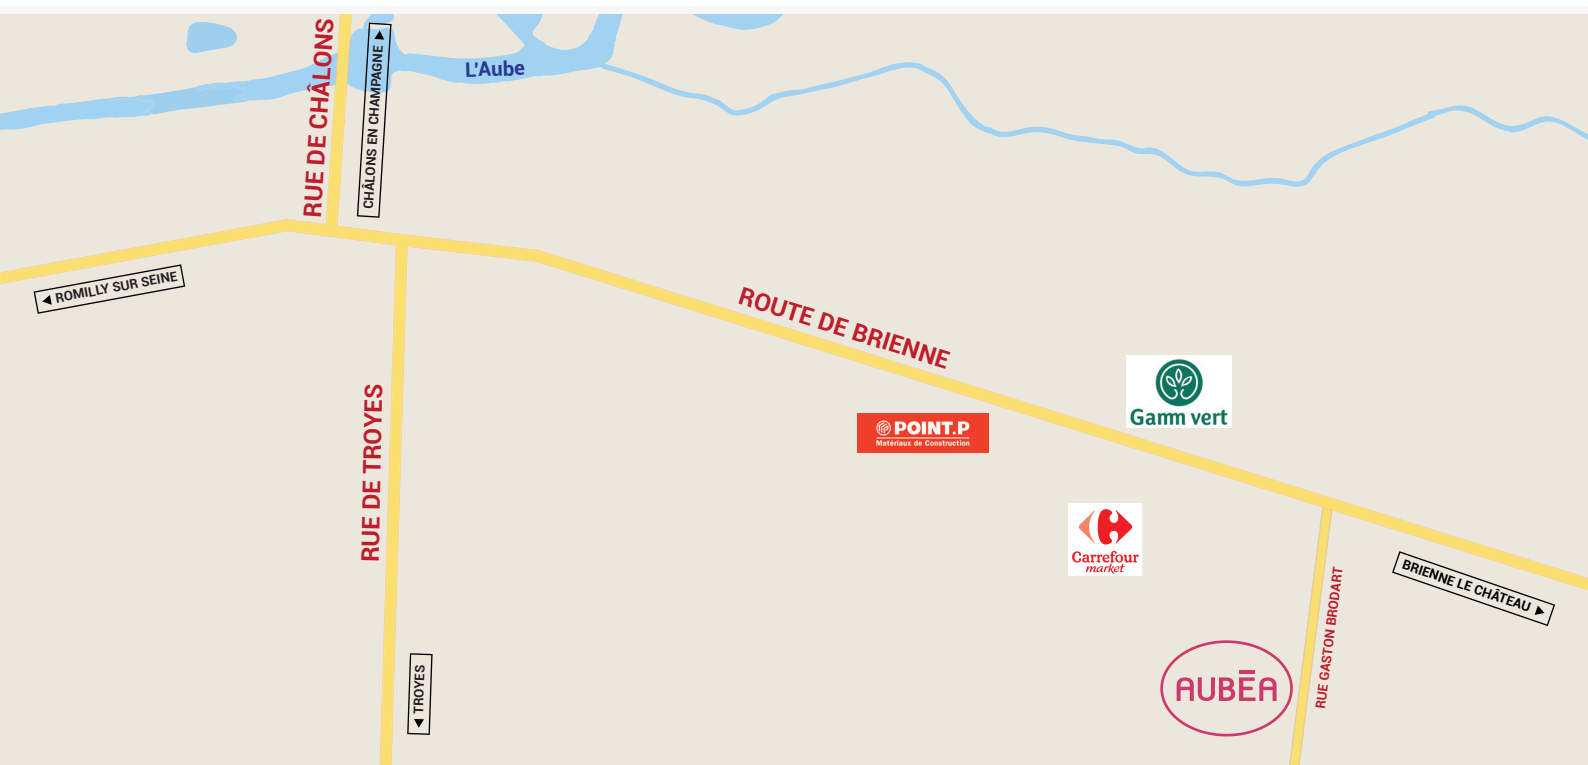 RUE DE CHÂLONS
CHÂLONS EN CHAMPAGNE ▶
L'Aube
◀ ROMILLY SUR SEINE
ROUTE DE BRIENNE
RUE DE TROYES
POINT.P
Matériaux de Construction
Gamm vert
Carrefour
market
BRIENNE LE CHÂTEAU ▶
RUE GASTON BRODART
◀ TROYES
AUBĒA